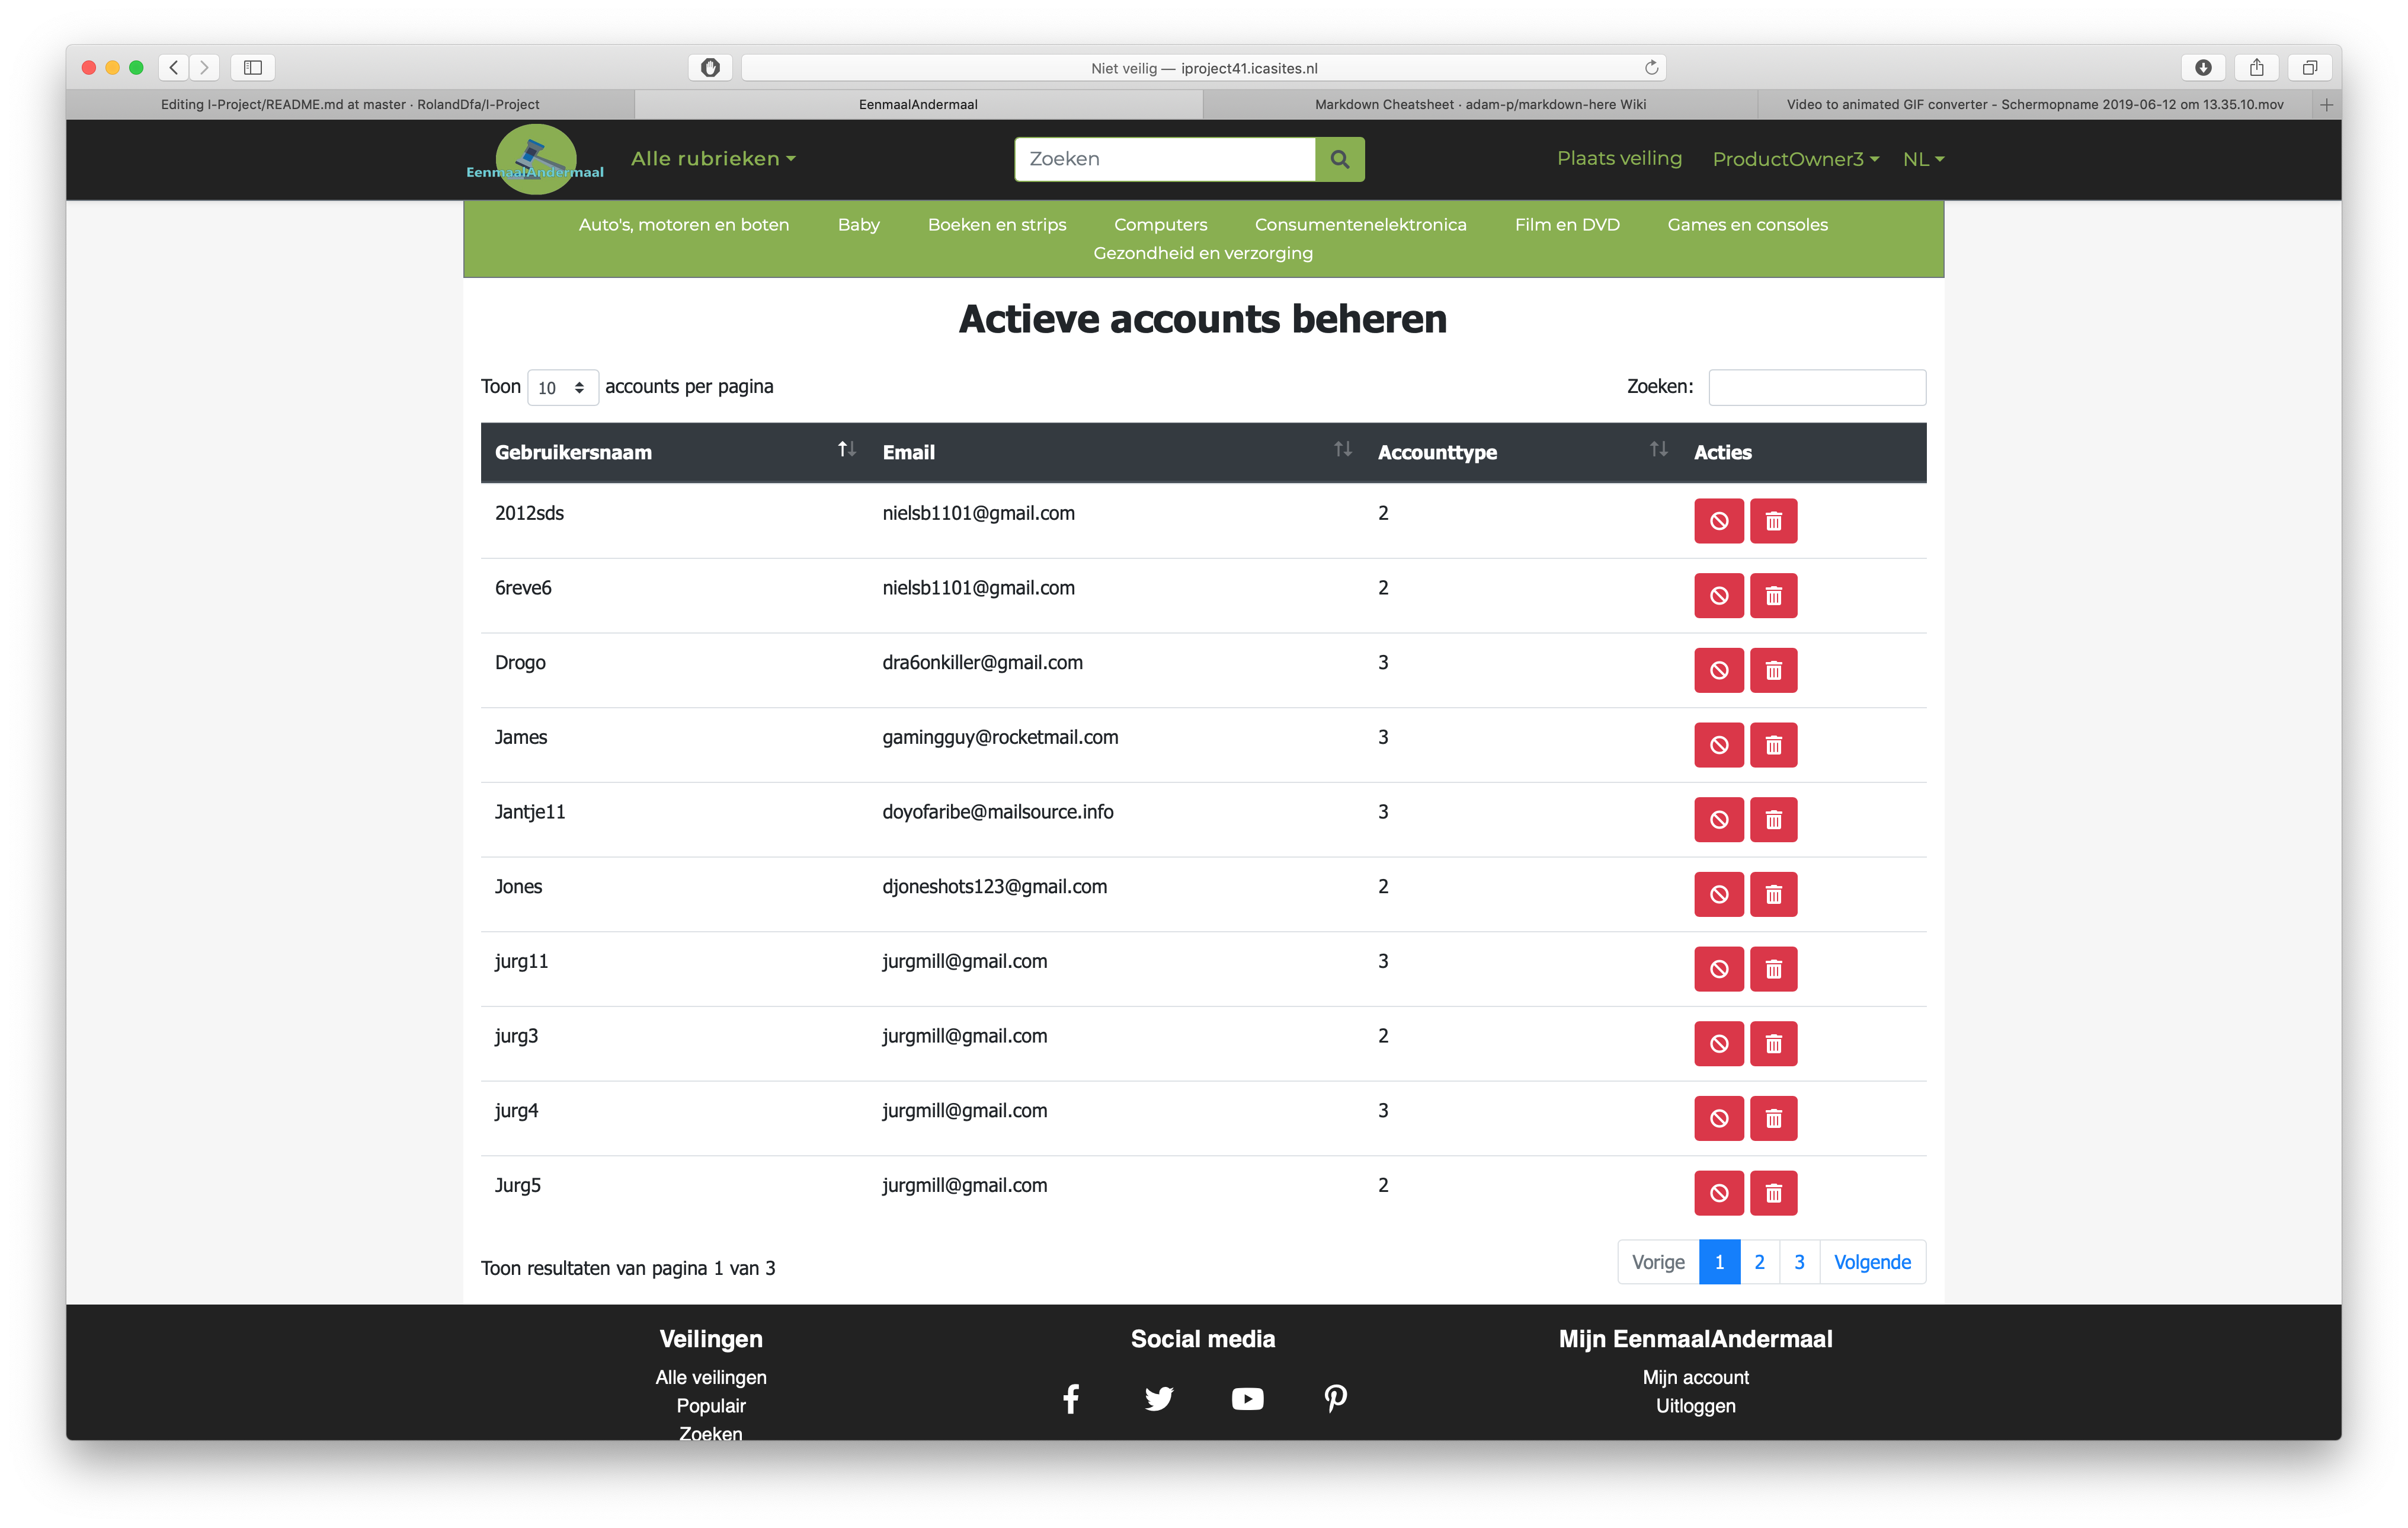 Niet veilig — iproject41.icasites.nl
Editing I-Project/README.md at master · RolandDfa/I-Project
EenmaalAndermaal
Markdown Cheatsheet · adam-p/markdown-here Wiki
Video to animated GIF converter - Schermopname 2019-06-12 om 13.35.10.mov
EenmaalAndermaal
Alle rubrieken
Zoeken
Plaats veiling
ProductOwner3
NL
Auto's, motoren en boten Baby Boeken en strips Computers Consumentenelektronica Film en DVD Games en consoles
Gezondheid en verzorging
Actieve accounts beheren
Toon 10 accounts per pagina
Zoeken:
Gebruikersnaam Email Accounttype Acties
2012sds nielsb1101@gmail.com 2
6reve6 nielsb1101@gmail.com 2
Drogo dra6onkiller@gmail.com 3
James gamingguy@rocketmail.com 3
Jantje11 doyofaribe@mailsource.info 3
Jones djoneshots123@gmail.com 2
jurg11 jurgmill@gmail.com 3
jurg3 jurgmill@gmail.com 2
jurg4 jurgmill@gmail.com 3
Jurg5 jurgmill@gmail.com 2
Toon resultaten van pagina 1 van 3
Vorige 1 2 3 Volgende
Veilingen
Alle veilingen
Populair
Zoeken
Social media
Mijn EenmaalAndermaal
Mijn account
Uitloggen